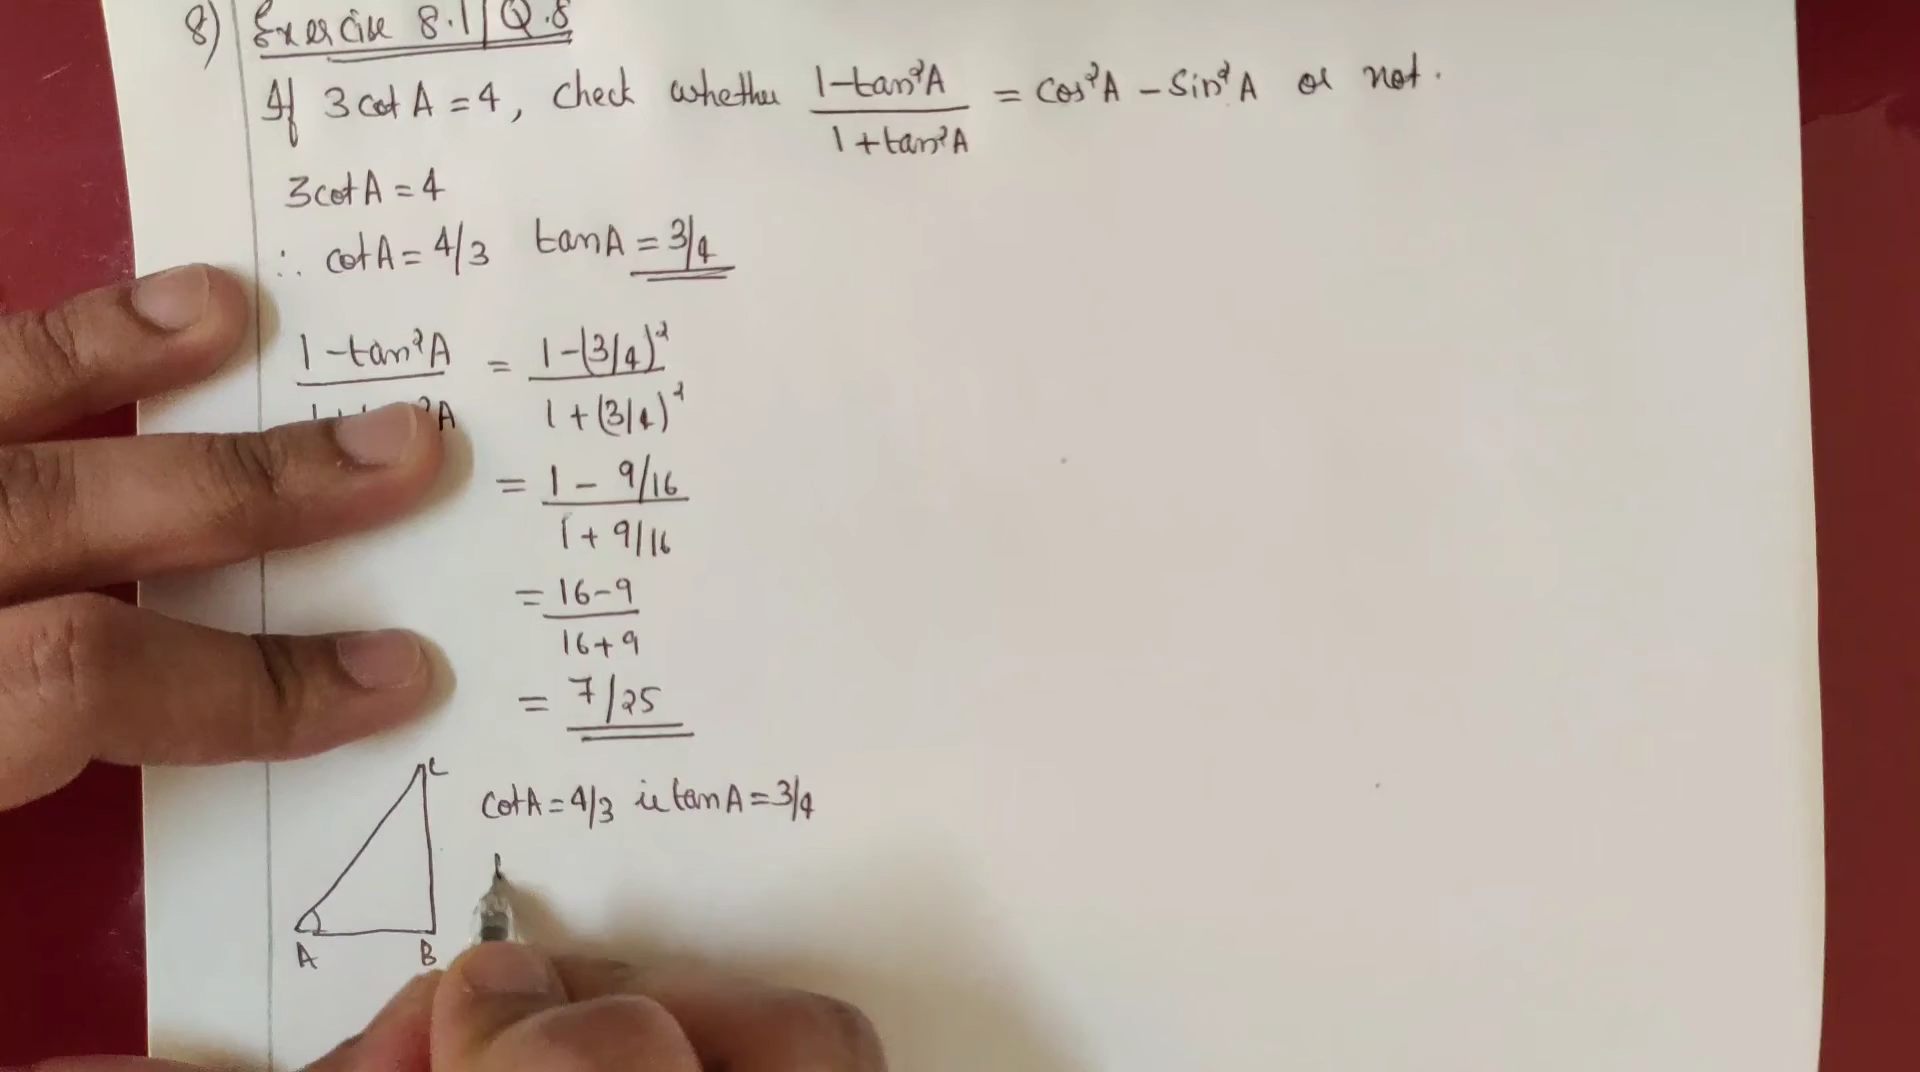 8) Exercise 8.1 | Q.8
If 3 cot A = 4, check whether 1-tan²A / 1+tan²A = cos²A - sin²A or not.
3cot A = 4
∴ cot A = 4/3 tan A = 3/4
1-tan²A / A = 1-(3/4)² / 1+(3/4)²
= 1 - 9/16 / 1 + 9/16
= 16-9 / 16+9
= 7/25
C
cot A = 4/3 ie tan A = 3/4
A B